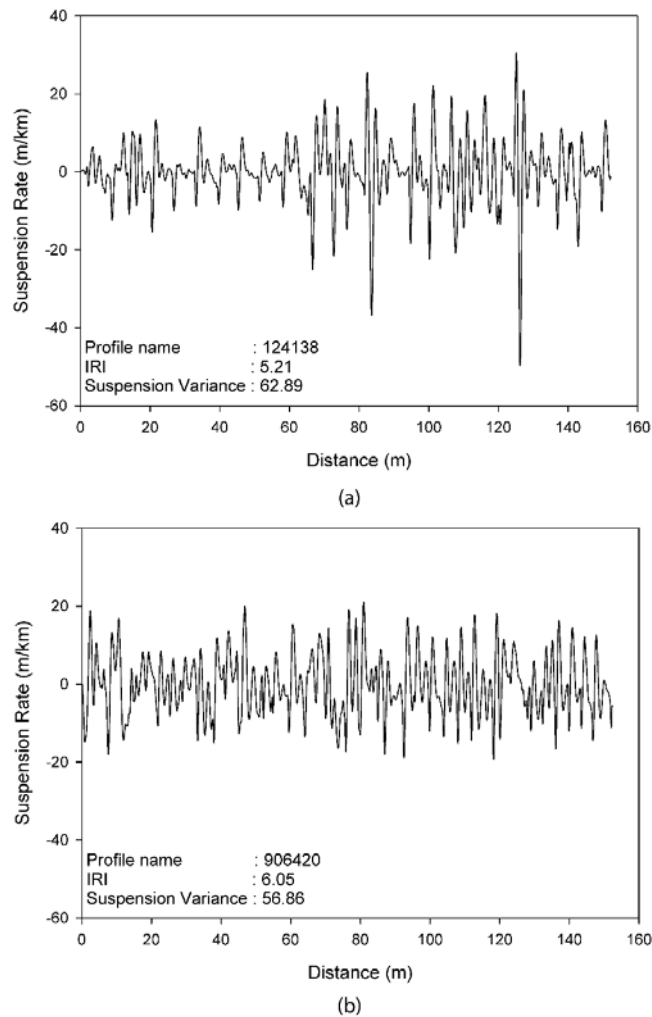 40
20
0
-20
-40
-60
Suspension Rate (m/km)
Profile name : 124138
IRI : 5.21
Suspension Variance : 62.89
0 20 40 60 80 100 120 140 160
Distance (m)
(a)
40
20
0
-20
-40
-60
Suspension Rate (m/km)
Profile name : 906420
IRI : 6.05
Suspension Variance : 56.86
0 20 40 60 80 100 120 140 160
Distance (m)
(b)